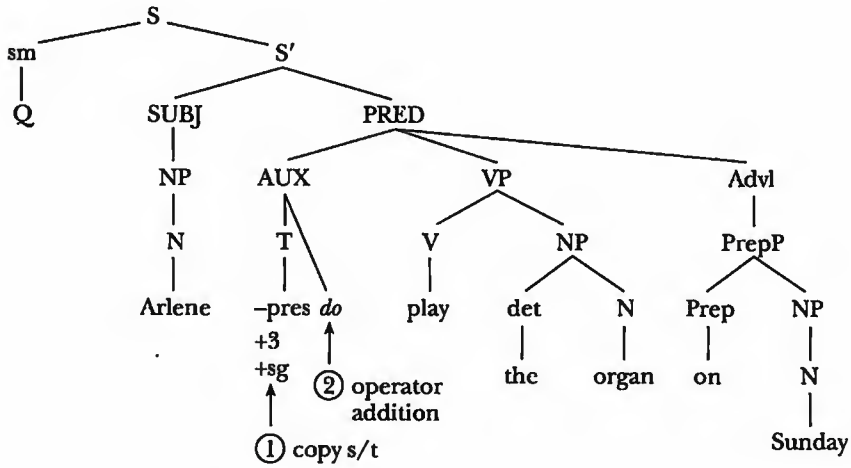 S
sm S′
Q SUBJ PRED
NP AUX VP Advl
N T V NP PrepP
Arlene –pres do play det N Prep NP
+3
+sg the organ on N
② operator
addition
Sunday
① copy s/t